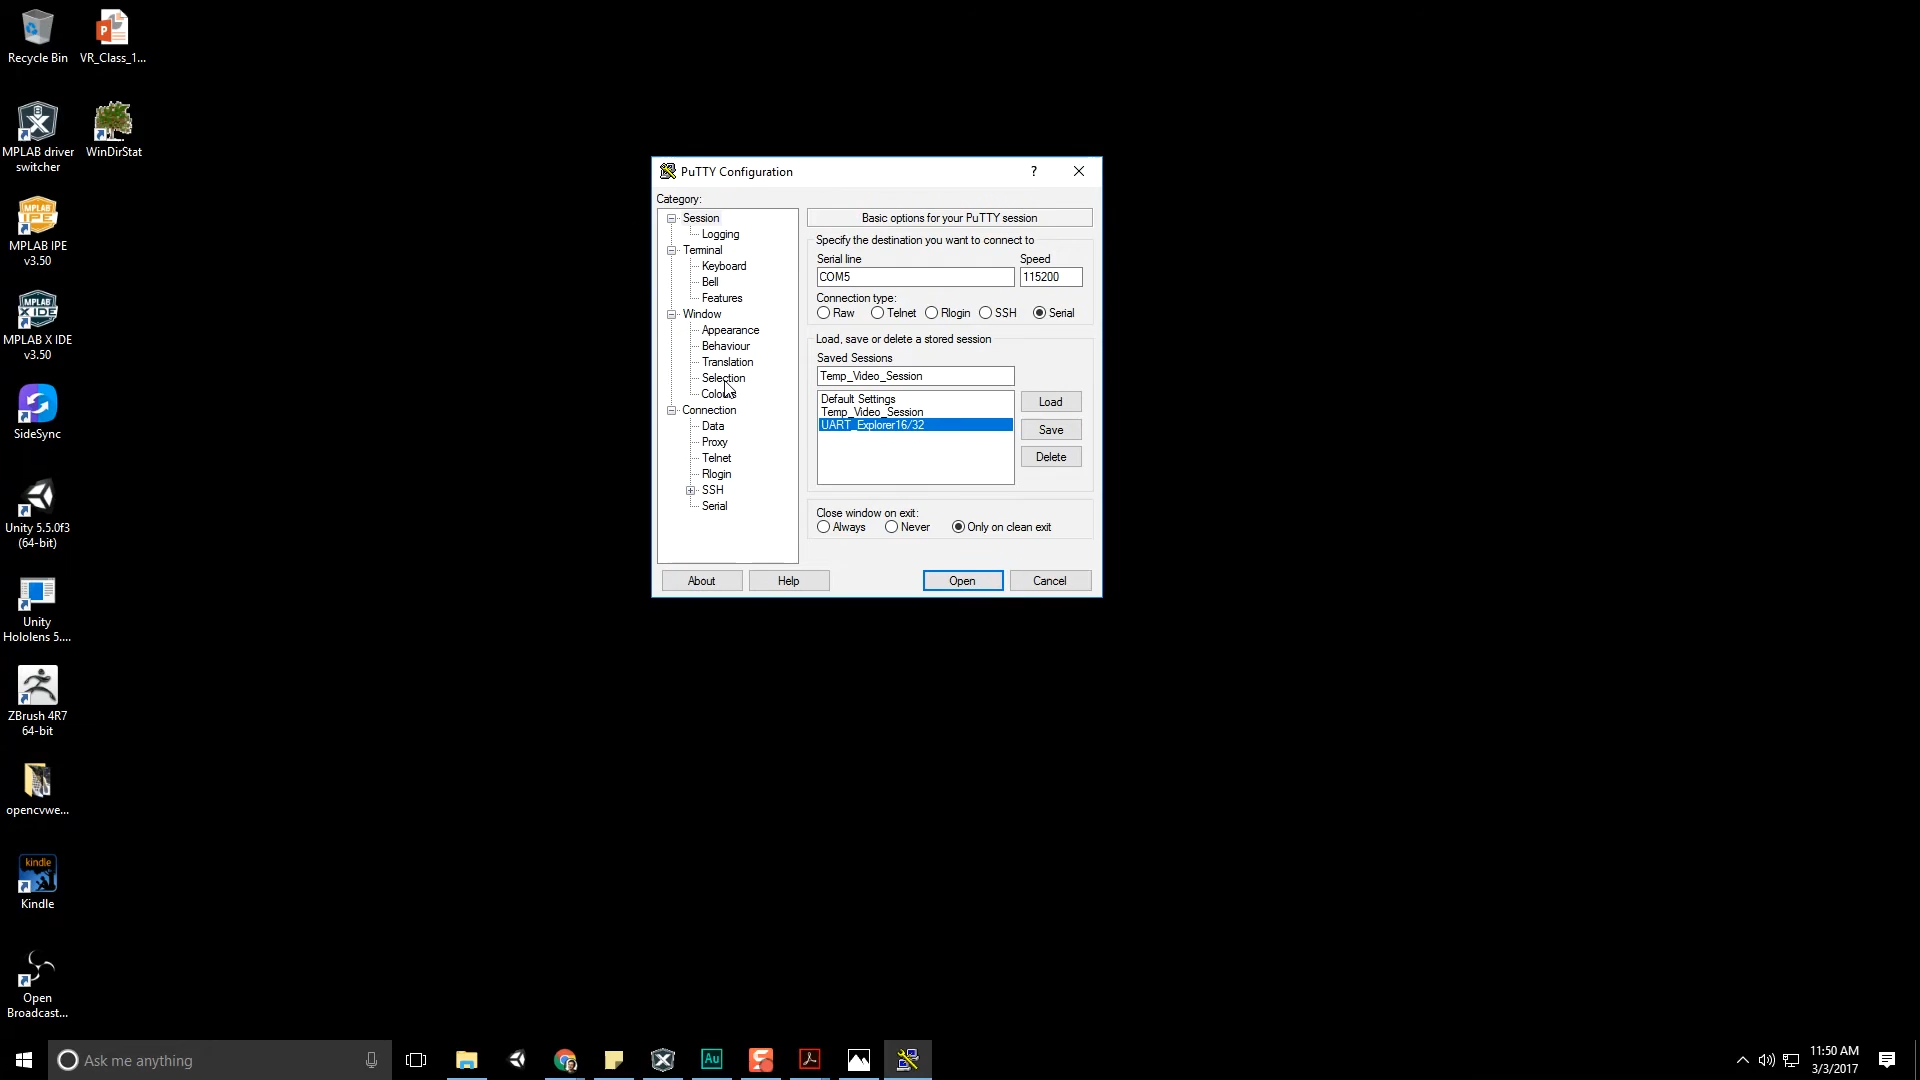 Recycle Bin
VR_Class_1...
MPLAB driver
switcher
WinDirStat
MPLAB IPE
v3.50
MPLAB X IDE
v3.50
SideSync
Unity 5.5.0f3
(64-bit)
Unity
Hololens 5....
ZBrush 4R7
64-bit
opencvwe...
kindle
Kindle
Open
Broadcast...
PuTTY Configuration
?
Category:
Session
Logging
Terminal
Keyboard
Bell
Features
Window
Appearance
Behaviour
Translation
Selection
Colours
Connection
Data
Proxy
Telnet
Rlogin
SSH
Serial
Basic options for your PuTTY session
Specify the destination you want to connect to
Serial line Speed
COM5 115200
Connection type:
Raw Telnet Rlogin SSH Serial
Load, save or delete a stored session
Saved Sessions
Temp_Video_Session
Default Settings
Temp_Video_Session
UART_Explorer16/32
Load
Save
Delete
Close window on exit:
Always Never Only on clean exit
About Help Open Cancel
Ask me anything
Au
11:50 AM
3/3/2017